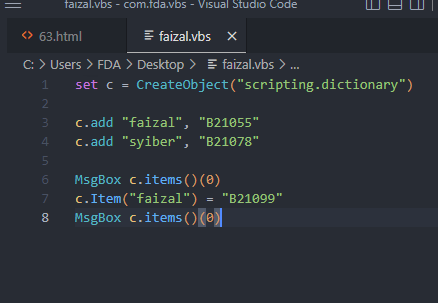 faizal.vbs - com.fda.vbs - Visual Studio Code
63.html faizal.vbs
C: > Users > FDA > Desktop > faizal.vbs > ...
1 set c = CreateObject("scripting.dictionary")
2
3 c.add "faizal", "B21055"
4 c.add "syiber", "B21078"
5
6 MsgBox c.items()(0)
7 c.Item("faizal") = "B21099"
8 MsgBox c.items()(0)